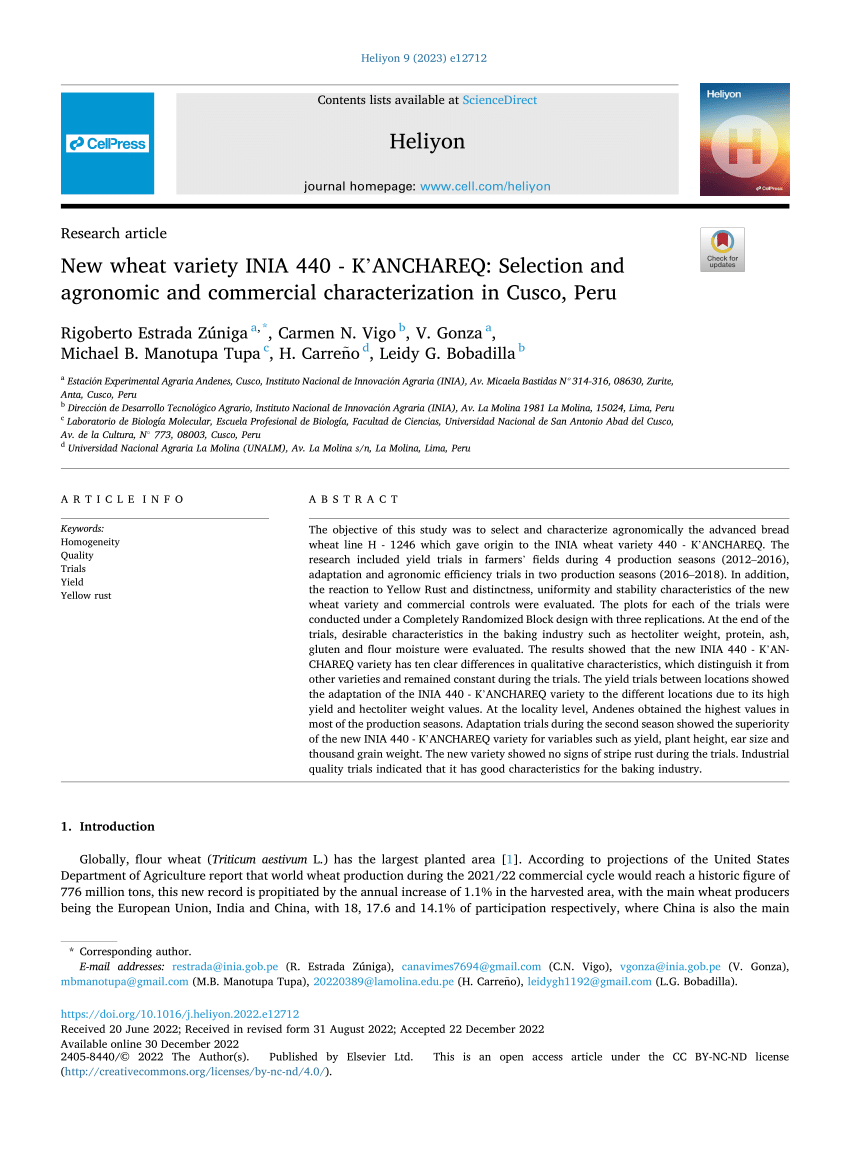 Heliyon 9 (2023) e12712
CellPress
Contents lists available at ScienceDirect
Heliyon
journal homepage: www.cell.com/heliyon
Heliyon
H
CellPress
Research article
Check for
updates
New wheat variety INIA 440 - K’ANCHAREQ: Selection and
agronomic and commercial characterization in Cusco, Peru
Rigoberto Estrada Zúniga a,*, Carmen N. Vigo b, V. Gonza a,
Michael B. Manotupa Tupa c, H. Carreño d, Leidy G. Bobadilla b
a Estación Experimental Agraria Andenes, Cusco, Instituto Nacional de Innovación Agraria (INIA), Av. Micaela Bastidas N° 314-316, 08630, Zurite,
Anta, Cusco, Peru
b Dirección de Desarrollo Tecnológico Agrario, Instituto Nacional de Innovación Agraria (INIA), Av. La Molina 1981 La Molina, 15024, Lima, Peru
c Laboratorio de Biología Molecular, Escuela Profesional de Biología, Facultad de Ciencias, Universidad Nacional de San Antonio Abad del Cusco,
Av. de la Cultura, N° 773, 08003, Cusco, Peru
d Universidad Nacional Agraria La Molina (UNALM), Av. La Molina s/n, La Molina, Lima, Peru
ARTICLE INFO
Keywords:
Homogeneity
Quality
Trials
Yield
Yellow rust
ABSTRACT
The objective of this study was to select and characterize agronomically the advanced bread
wheat line H - 1246 which gave origin to the INIA wheat variety 440 - K’ANCHAREQ. The
research included yield trials in farmers’ fields during 4 production seasons (2012–2016),
adaptation and agronomic efficiency trials in two production seasons (2016–2018). In addition,
the reaction to Yellow Rust and distinctness, uniformity and stability characteristics of the new
wheat variety and commercial controls were evaluated. The plots for each of the trials were
conducted under a Completely Randomized Block design with three replications. At the end of the
trials, desirable characteristics in the baking industry such as hectoliter weight, protein, ash,
gluten and flour moisture were evaluated. The results showed that the new INIA 440 - K’AN-
CHAREQ variety has ten clear differences in qualitative characteristics, which distinguish it from
other varieties and remained constant during the trials. The yield trials between locations showed
the adaptation of the INIA 440 - K’ANCHAREQ variety to the different locations due to its high
yield and hectoliter weight values. At the locality level, Andenes obtained the highest values in
most of the production seasons. Adaptation trials during the second season showed the superiority
of the new INIA 440 - K’ANCHAREQ variety for variables such as yield, plant height, ear size and
thousand grain weight. The new variety showed no signs of stripe rust during the trials. Industrial
quality trials indicated that it has good characteristics for the baking industry.
1. Introduction
Globally, flour wheat (Triticum aestivum L.) has the largest planted area [1]. According to projections of the United States
Department of Agriculture report that world wheat production during the 2021/22 commercial cycle would reach a historic figure of
776 million tons, this new record is propitiated by the annual increase of 1.1% in the harvested area, with the main wheat producers
being the European Union, India and China, with 18, 17.6 and 14.1% of participation respectively, where China is also the main
* Corresponding author.
E-mail addresses: restrada@inia.gob.pe (R. Estrada Zúniga), canavimes7694@gmail.com (C.N. Vigo), vgonza@inia.gob.pe (V. Gonza),
mbmanotupa@gmail.com (M.B. Manotupa Tupa), 20220389@lamolina.edu.pe (H. Carreño), leidygh1192@gmail.com (L.G. Bobadilla).
https://doi.org/10.1016/j.heliyon.2022.e12712
Received 20 June 2022; Received in revised form 31 August 2022; Accepted 22 December 2022
Available online 30 December 2022
2405-8440/© 2022 The Author(s). Published by Elsevier Ltd. This is an open access article under the CC BY-NC-ND license
(http://creativecommons.org/licenses/by-nc-nd/4.0/).